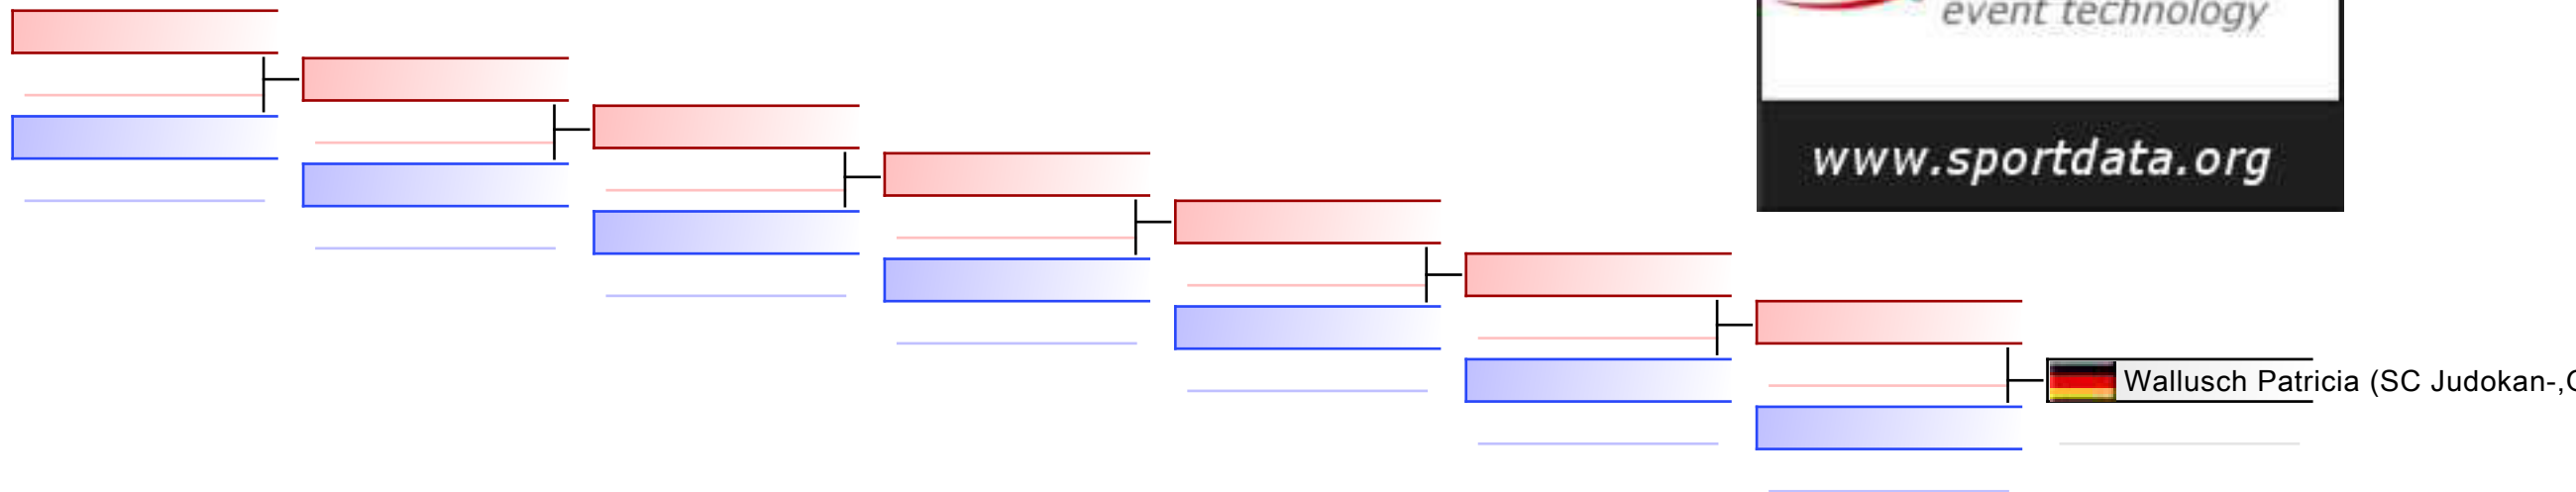 event technology
www.sportdata.org
Wallusch Patricia (SC Judokan-,